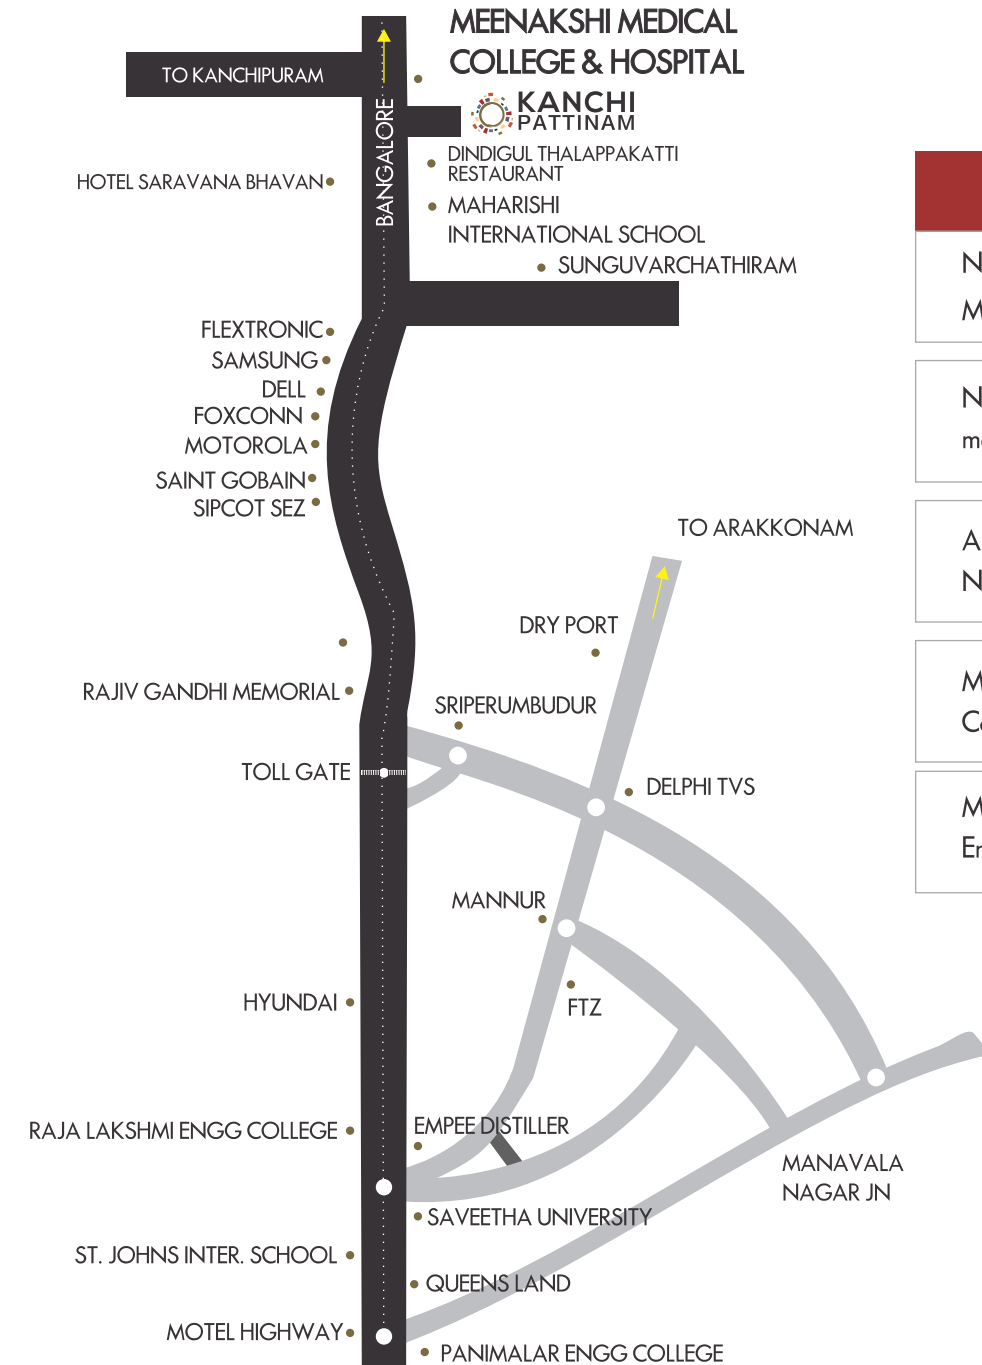 MEENAKSHI MEDICAL
COLLEGE & HOSPITAL
TO KANCHIPURAM
KANCHI
PATTINAM
BANGALORE
DINDIGUL THALAPPAKATTI
RESTAURANT
HOTEL SARAVANA BHAVAN
MAHARISHI
INTERNATIONAL SCHOOL
SUNGUVARCHATHIRAM
FLEXTRONIC
SAMSUNG
DELL
FOXCONN
MOTOROLA
SAINT GOBAIN
SIPCOT SEZ
TO ARAKKONAM
DRY PORT
RAJIV GANDHI MEMORIAL
SRIPERUMBUDUR
TOLL GATE
DELPHI TVS
MANNUR
HYUNDAI
FTZ
RAJA LAKSHMI ENGG COLLEGE
EMPEE DISTILLER
MANAVALA
NAGAR JN
SAVEETHA UNIVERSITY
ST. JOHNS INTER. SCHOOL
QUEENS LAND
MOTEL HIGHWAY
PANIMALAR ENGG COLLEGE